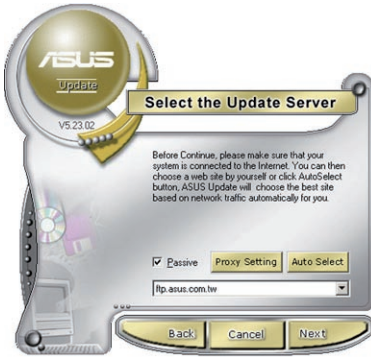 ASUS
Update
V5.23.02
Select the Update Server
Before Continue, please make sure that your
system is connected to the Internet. You can then
choose a web site by yourself or click AutoSelect
button, ASUS Update will choose the best site
based on network traffic automatically for you.
Passive
Proxy Setting
Auto Select
ftp.asus.com.tw
Back
Cancel
Next